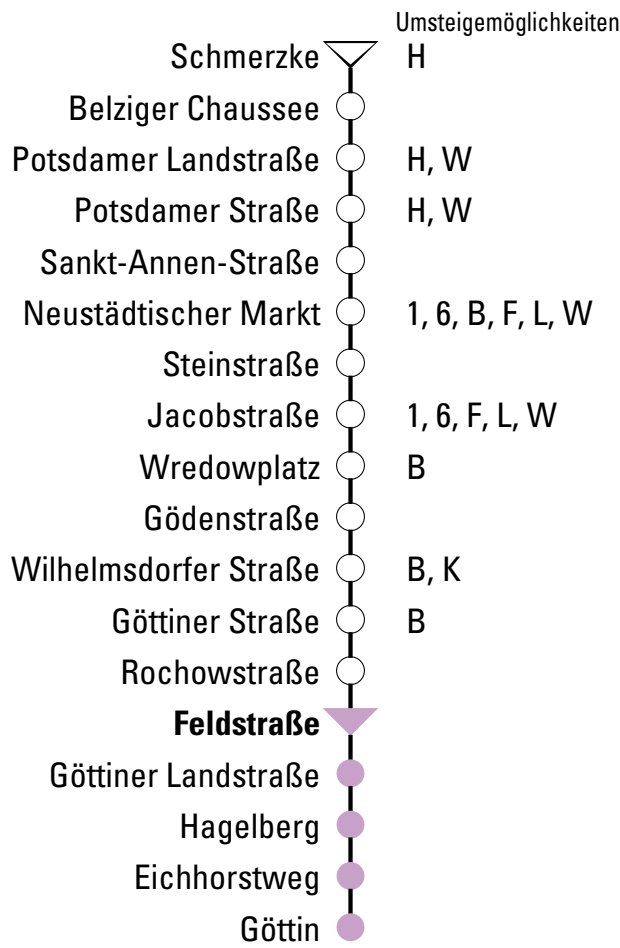 Umsteigemöglichkeiten
Schmerzke H
Belziger Chaussee
Potsdamer Landstraße H, W
Potsdamer Straße H, W
Sankt-Annen-Straße
Neustädtischer Markt 1, 6, B, F, L, W
Steinstraße
Jacobstraße 1, 6, F, L, W
Wredowplatz B
Gödenstraße
Wilhelmsdorfer Straße B, K
Göttiner Straße B
Rochowstraße
Feldstraße
Göttiner Landstraße
Hagelberg
Eichhorstweg
Göttin